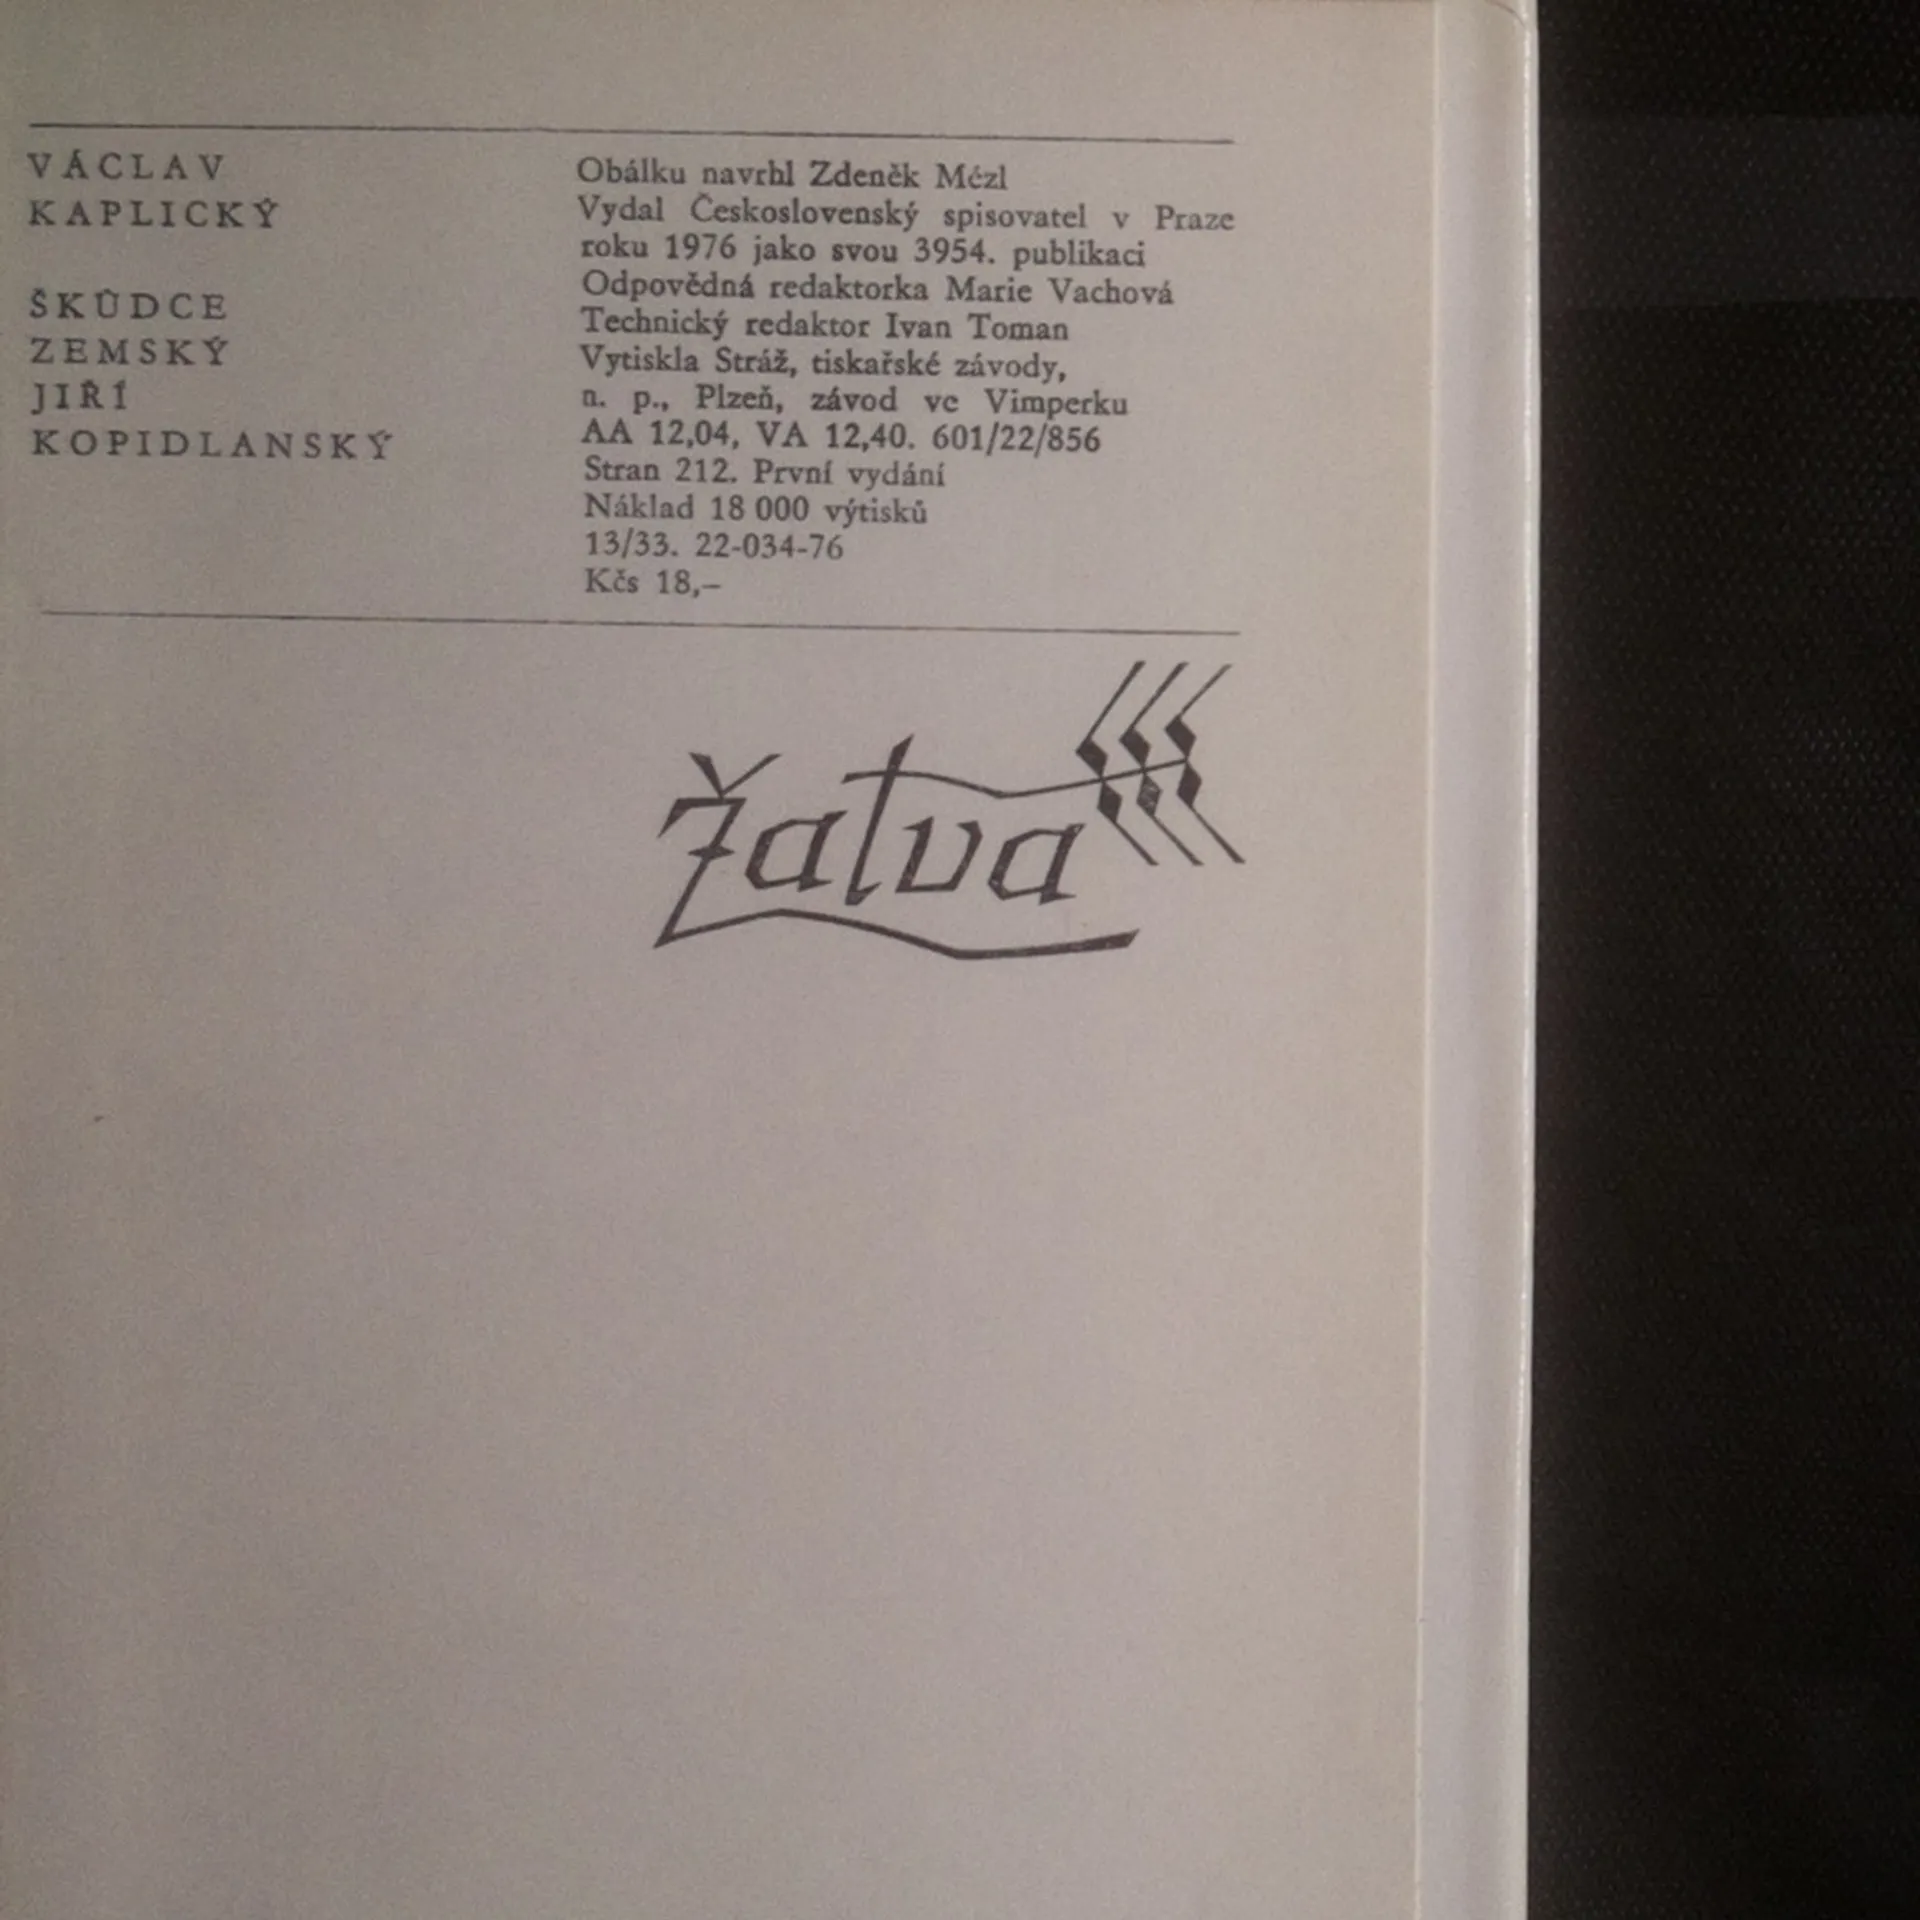 VÁCLAV
KAPLICKÝ
ŠKŮDCE
ZEMSKÝ
JIŘÍ
KOPIDLANSKÝ
Obálku navrhl Zdeněk Mézl
Vydal Československý spisovatel v Praze
roku 1976 jako svou 3954. publikaci
Odpovědná redaktorka Marie Vachová
Technický redaktor Ivan Toman
Vytiskla Stráž, tiskařské závody,
n. p., Plzeň, závod ve Vimperku
AA 12,04, VA 12,40. 601/22/856
Stran 212. První vydání
Náklad 18 000 výtisků
13/33. 22-034-76
Kčs 18,–
Žatva